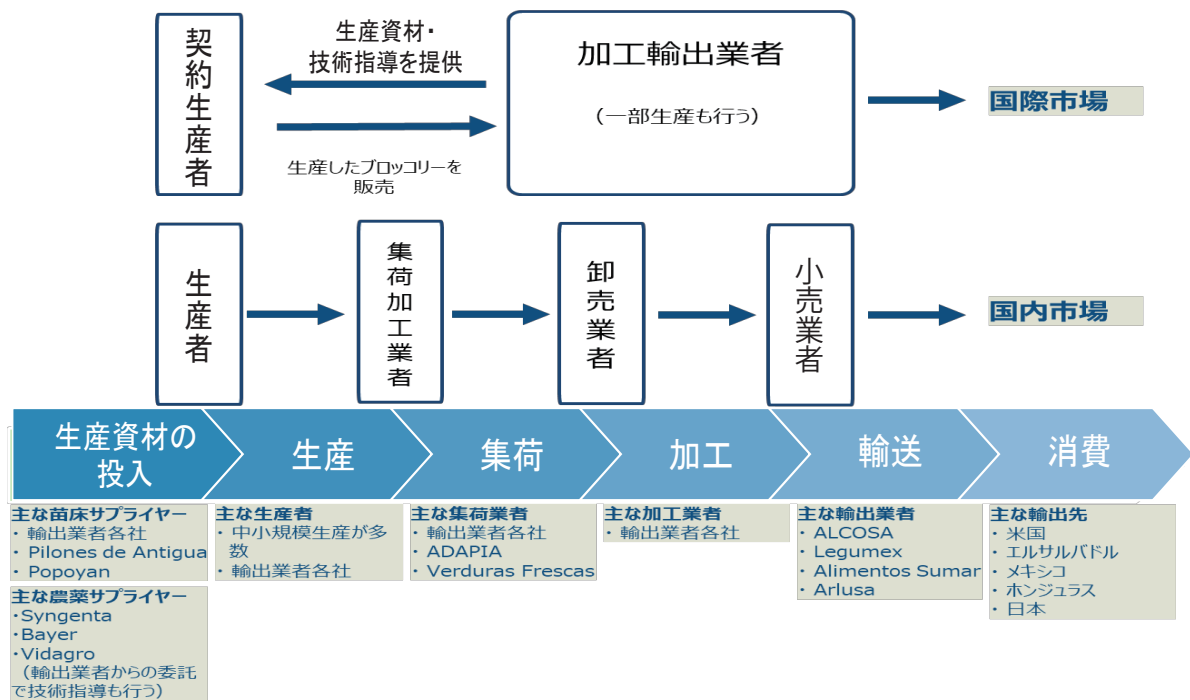 契約生産者
生産資材・
技術指導を提供
生産したブロッコリーを
販売
加工輸出業者
（一部生産も行う）
国際市場
生産者
集荷加工業者
卸売業者
小売業者
国内市場
生産資材の
投入
生産
集荷
加工
輸送
消費
主な苗床サプライヤー
・輸出業者各社
・Pilones de Antigua
・Popoyan
主な農薬サプライヤー
・Syngenta
・Bayer
・Vidagro
（輸出業者からの委託
で技術指導も行う）
主な生産者
・中小規模生産が多
数
・輸出業者各社
主な集荷業者
・輸出業者各社
・ADAPIA
・Verduras Frescas
主な加工業者
・輸出業者各社
主な輸出業者
・ALCOSA
・Legumex
・Alimentos Sumar
・Arlusa
主な輸出先
・米国
・エルサルバドル
・メキシコ
・ホンジュラス
・日本